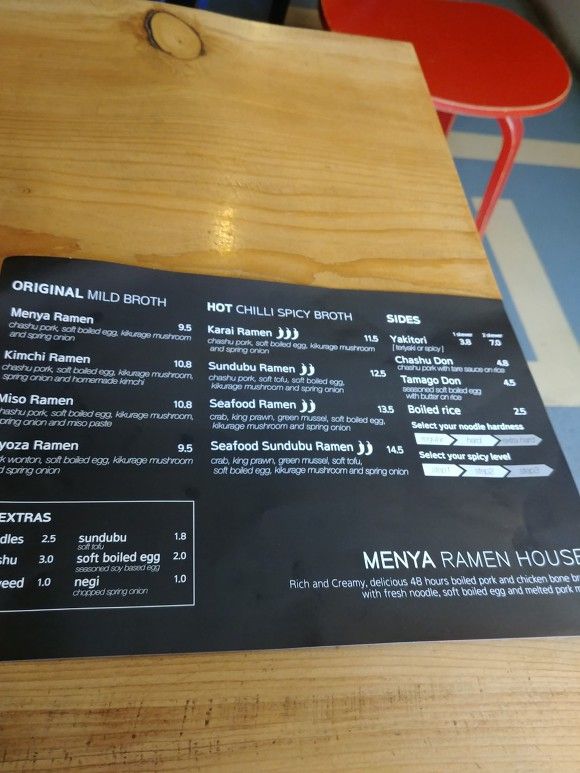 ORIGINAL MILD BROTH
Menya Ramen 9.5
chashu pork, soft boiled egg, kikurage mushroom
and spring onion
Kimchi Ramen 10.8
chashu pork, soft boiled egg, kikurage mushroom,
spring onion and homemade kimchi
Miso Ramen 10.8
chashu pork, soft boiled egg, kikurage mushroom,
spring onion and miso paste
yoza Ramen 9.5
k wonton, soft boiled egg, kikurage mushroom
d spring onion
HOT CHILLI SPICY BROTH
Karai Ramen 11.5
chashu pork, soft boiled egg, kikurage mushroom
and spring onion
Sundubu Ramen 12.5
chashu pork, soft tofu, soft boiled egg,
kikurage mushroom and spring onion
Seafood Ramen 13.5
crab, king prawn, green mussel, soft boiled egg,
kikurage mushroom and spring onion
Seafood Sundubu Ramen 14.5
crab, king prawn, green mussel, soft tofu,
soft boiled egg, kikurage mushroom and spring onion
SIDES
1 skewer 2 skewer
Yakitori 3.8 7.0
[teriyaki or spicy]
Chashu Don 4.8
chashu pork with tare sauce on rice
Tamago Don 4.5
seasoned soft boiled egg
with butter on rice
Boiled rice 2.5
Select your noodle hardness
regular hard extra hard
Select your spicy level
step1 step2 step3
EXTRAS
dles 2.5
shu 3.0
weed 1.0
sundubu 1.8
soft tofu
soft boiled egg 2.0
seasoned soy based egg
negi 1.0
chopped spring onion
MENYA RAMEN HOUSE
Rich and Creamy, delicious 48 hours boiled pork and chicken bone br
with fresh noodle, soft boiled egg and melted pork m